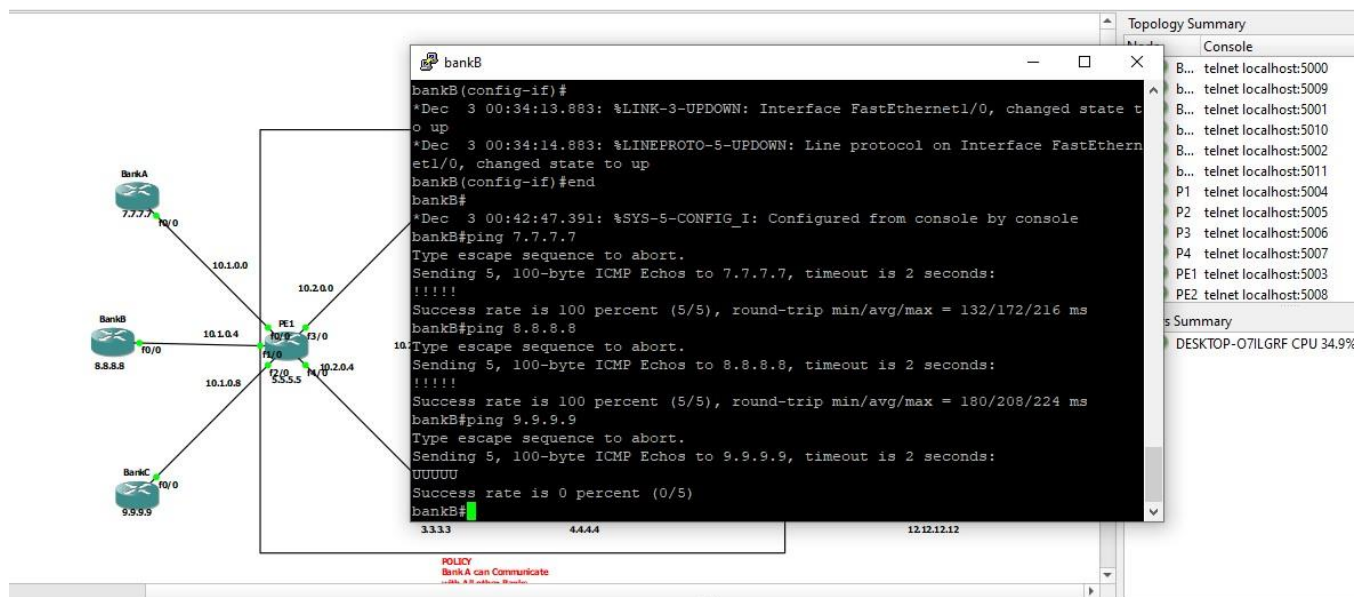 Topology Summary
Console
B... telnet localhost:5000
b... telnet localhost:5009
B... telnet localhost:5001
b... telnet localhost:5010
B... telnet localhost:5002
b... telnet localhost:5011
P1 telnet localhost:5004
P2 telnet localhost:5005
P3 telnet localhost:5006
P4 telnet localhost:5007
PE1 telnet localhost:5003
PE2 telnet localhost:5008
s Summary
DESKTOP-O7ILGRF CPU 34.9%
bankB
bankB(config-if)#
*Dec  3 00:34:13.883: %LINK-3-UPDOWN: Interface FastEthernet1/0, changed state t
o up
*Dec  3 00:34:14.883: %LINEPROTO-5-UPDOWN: Line protocol on Interface FastEthern
et1/0, changed state to up
bankB(config-if)#end
bankB#
*Dec  3 00:42:47.391: %SYS-5-CONFIG_I: Configured from console by console
bankB#ping 7.7.7.7
Type escape sequence to abort.
Sending 5, 100-byte ICMP Echos to 7.7.7.7, timeout is 2 seconds:
!!!!!
Success rate is 100 percent (5/5), round-trip min/avg/max = 132/172/216 ms
bankB#ping 8.8.8.8
Type escape sequence to abort.
Sending 5, 100-byte ICMP Echos to 8.8.8.8, timeout is 2 seconds:
!!!!!
Success rate is 100 percent (5/5), round-trip min/avg/max = 180/208/224 ms
bankB#ping 9.9.9.9
Type escape sequence to abort.
Sending 5, 100-byte ICMP Echos to 9.9.9.9, timeout is 2 seconds:
UUUUU
Success rate is 0 percent (0/5)
bankB#
BankA
7.7.7.7
f0/0
10.1.0.0
10.2.0.0
BankB
f0/0
8.8.8.8
10.1.0.4
PE1
f0/0
f3/0
f1/0
f2/0
f4/0
5.5.5.5
10.2.0.4
10.1.0.8
BankC
f0/0
9.9.9.9
3.3.3.3
4.4.4.4
12.12.12.12
POLICY
Bank A can Communicate